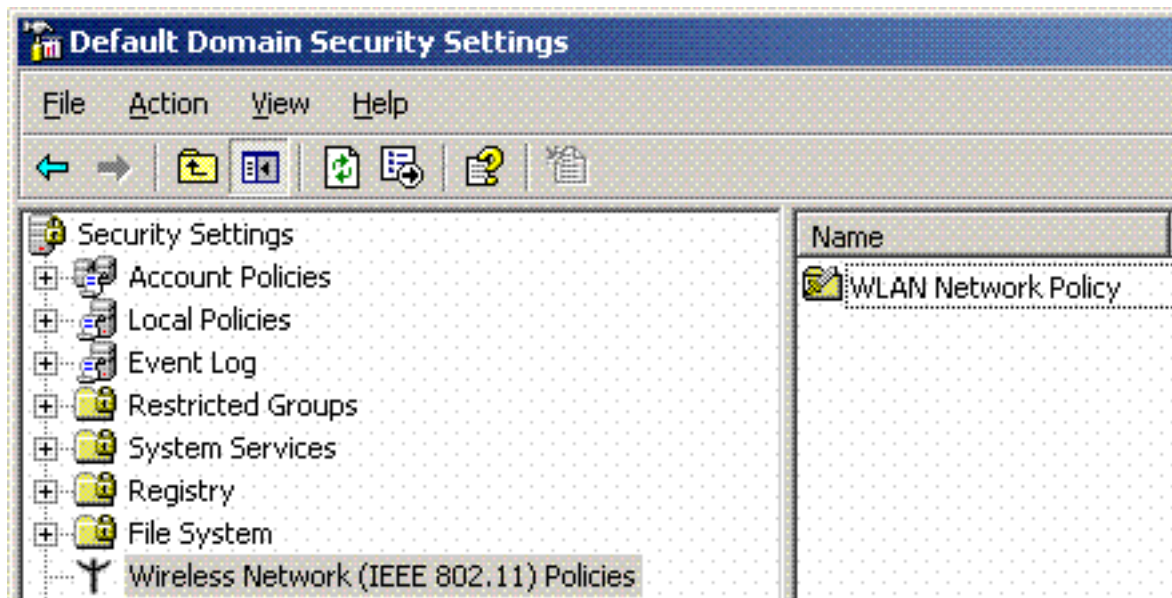 Default Domain Security Settings
File Action View Help
Security Settings
Account Policies
Local Policies
Event Log
Restricted Groups
System Services
Registry
File System
Wireless Network (IEEE 802.11) Policies
Name
WLAN Network Policy